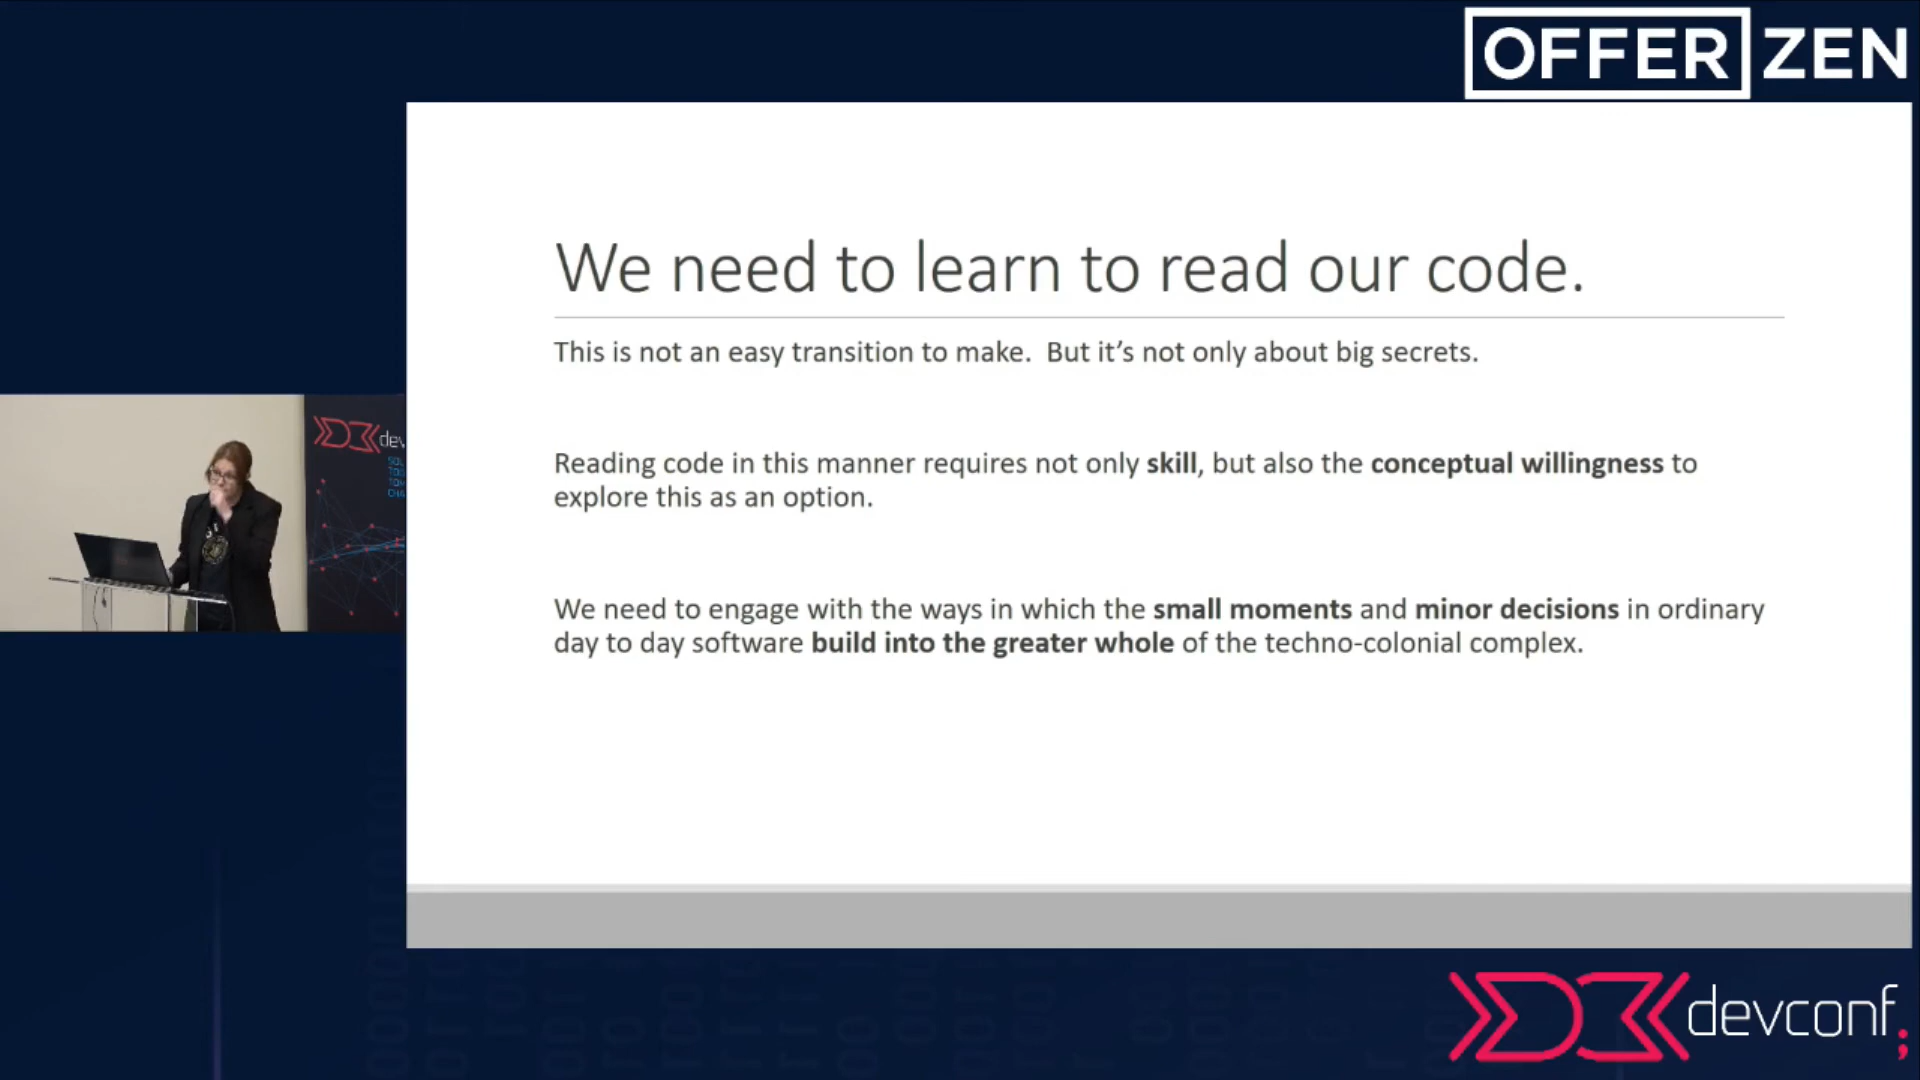 OFFER ZEN
We need to learn to read our code.
This is not an easy transition to make.  But it's not only about big secrets.
Reading code in this manner requires not only skill, but also the conceptual willingness to
explore this as an option.
We need to engage with the ways in which the small moments and minor decisions in ordinary
day to day software build into the greater whole of the techno-colonial complex.
dev
devconf;